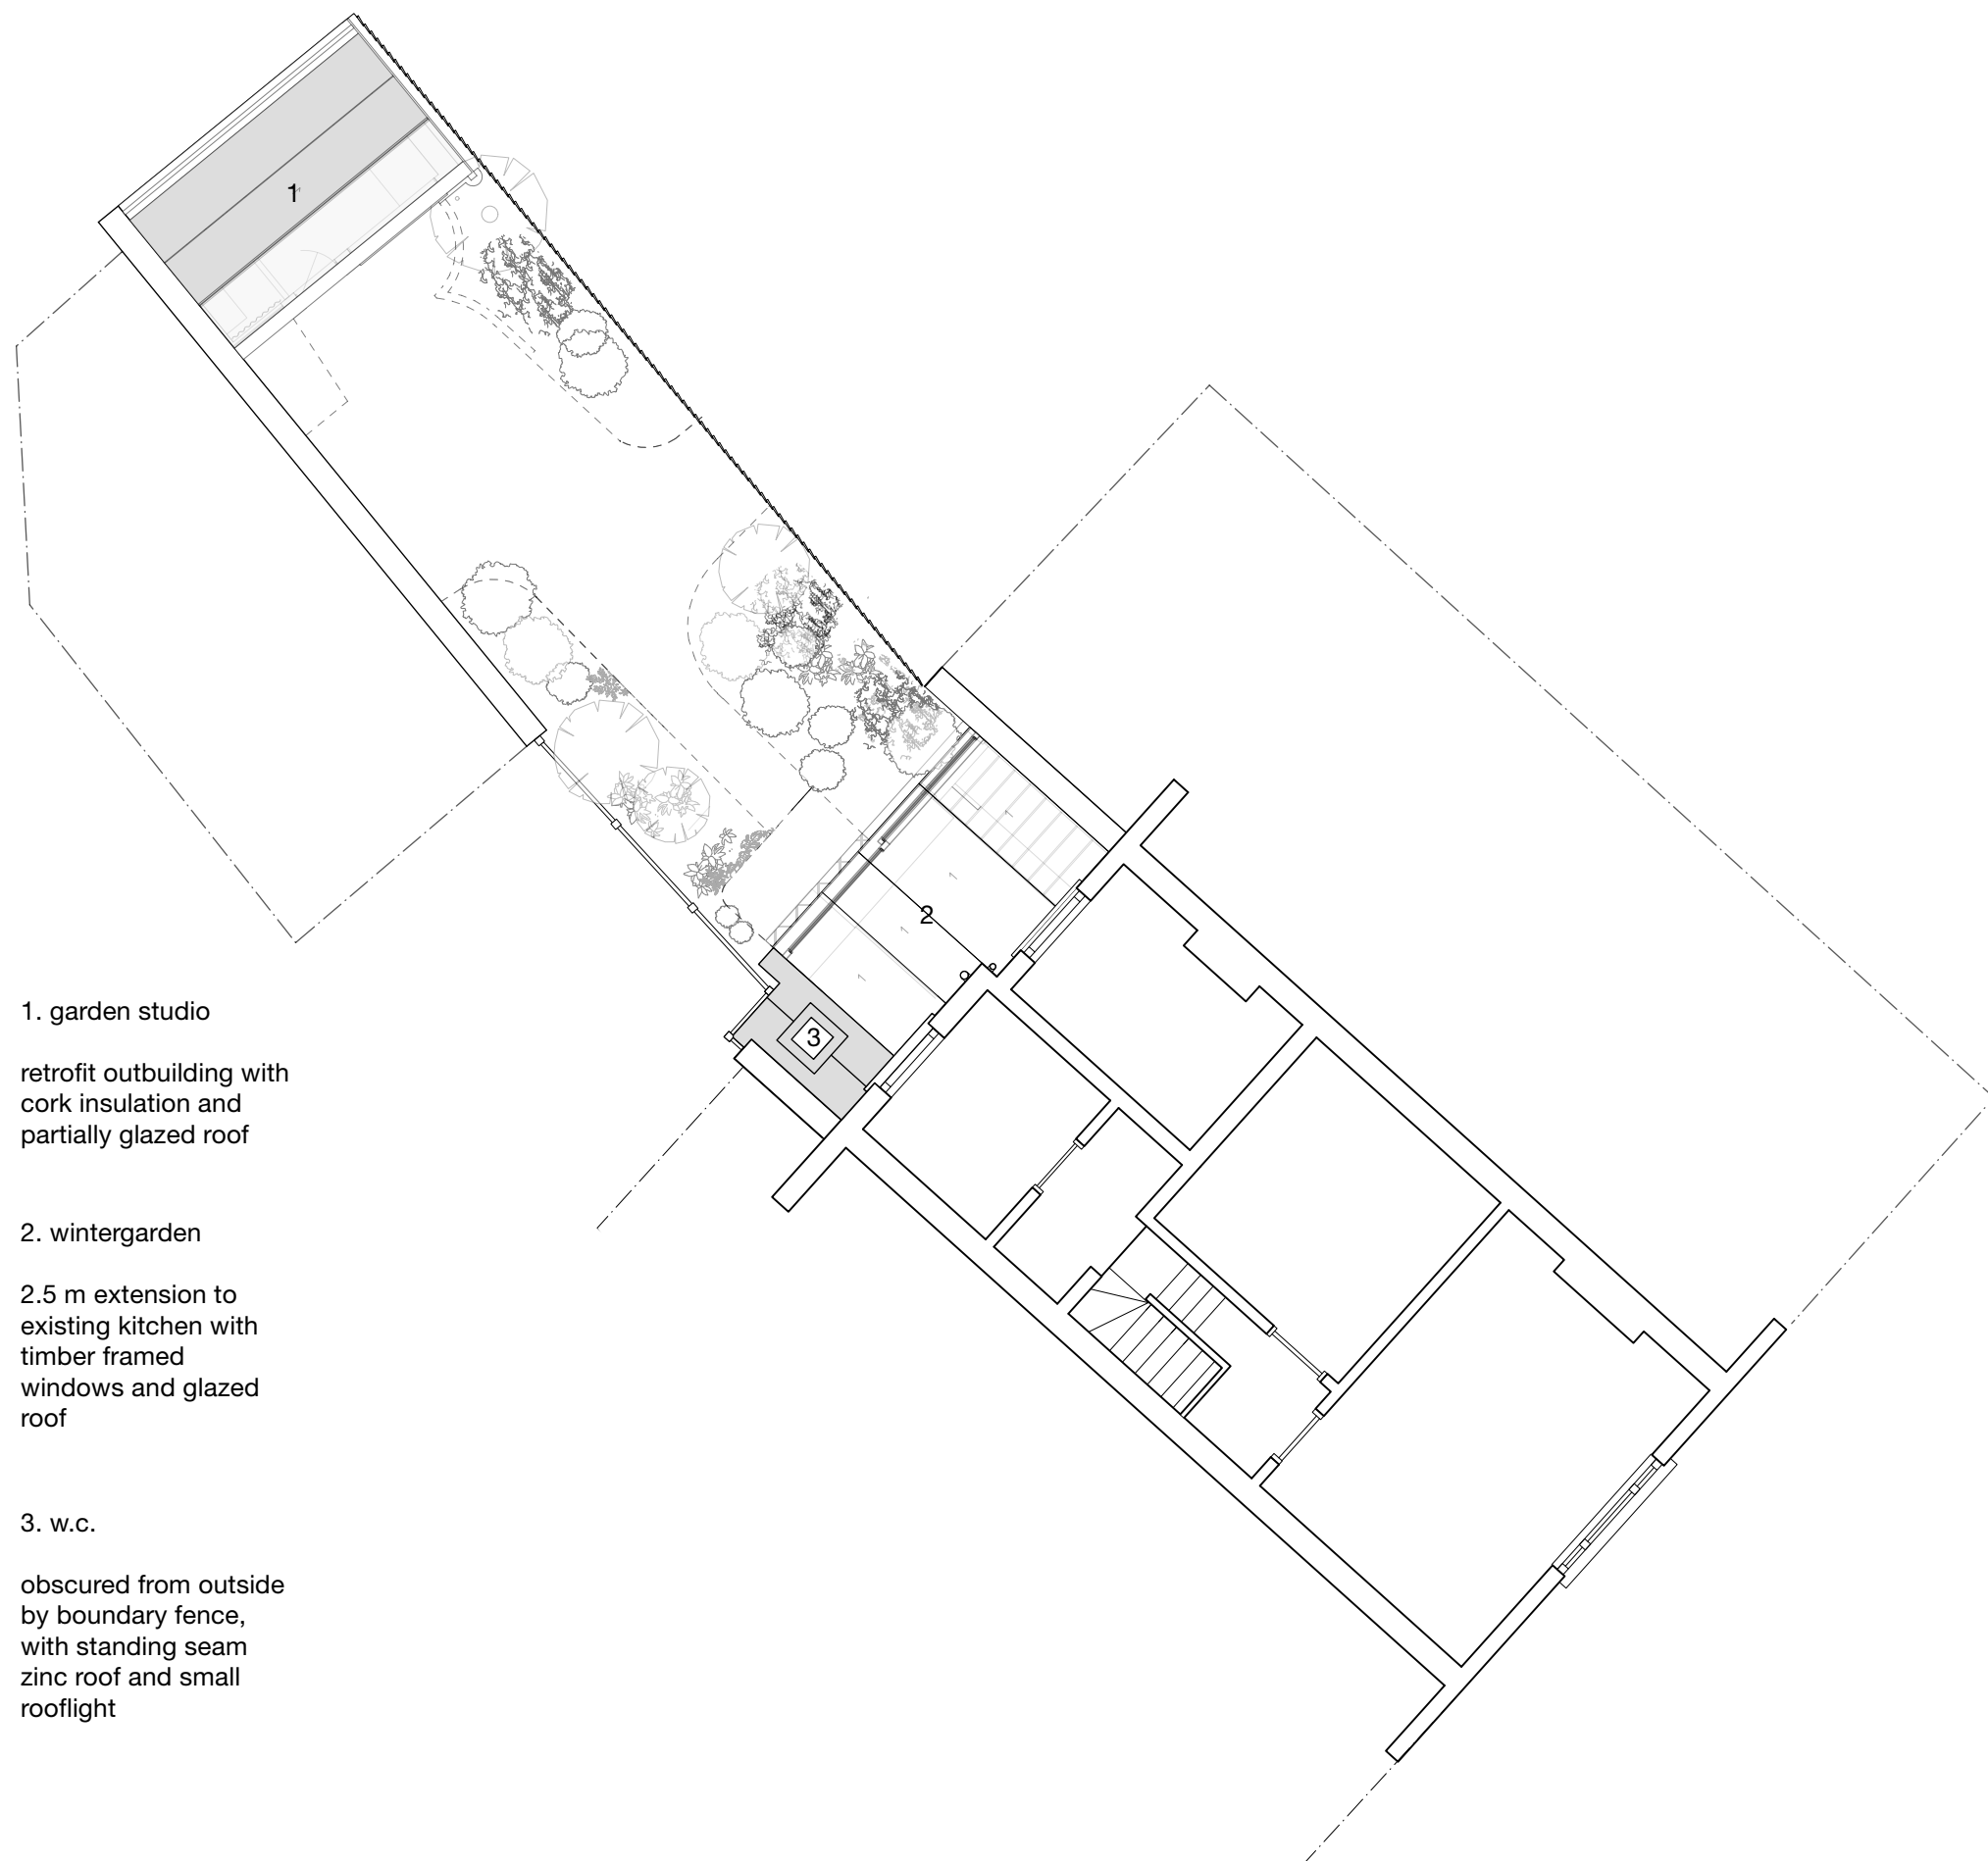 1
2
3
1. garden studio
retrofit outbuilding with
cork insulation and
partially glazed roof
2. wintergarden
2.5 m extension to
existing kitchen with
timber framed
windows and glazed
roof
3. w.c.
obscured from outside
by boundary fence,
with standing seam
zinc roof and small
rooflight